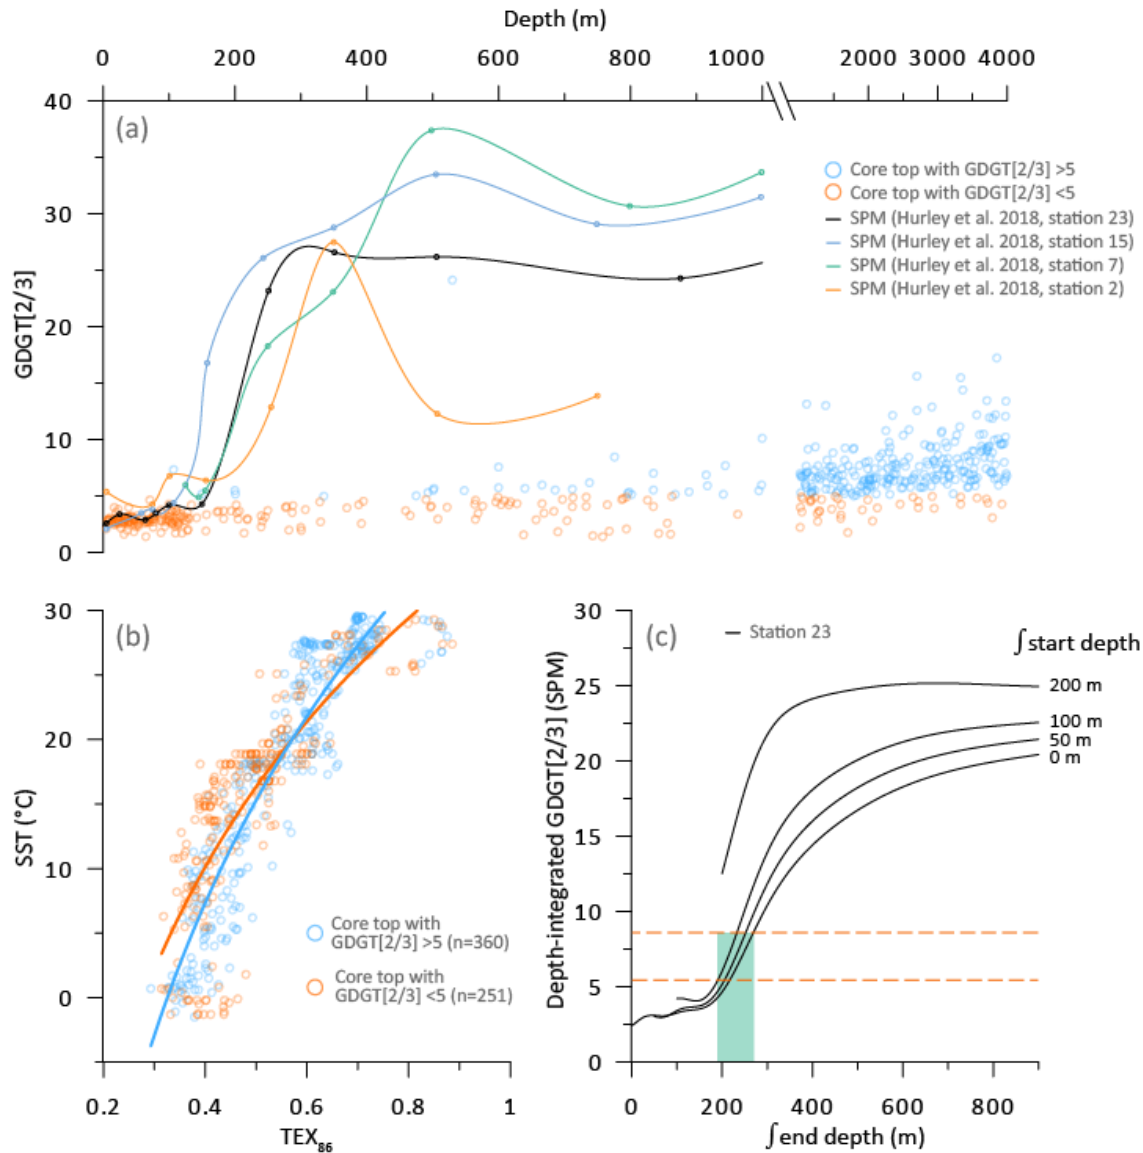 Depth (m)
0 200 400 600 800 1000 2000 3000 4000
40
30
20
10
0
GDGT[2/3]
(a)
Core top with GDGT[2/3] >5
Core top with GDGT[2/3] <5
SPM (Hurley et al. 2018, station 23)
SPM (Hurley et al. 2018, station 15)
SPM (Hurley et al. 2018, station 7)
SPM (Hurley et al. 2018, station 2)
30
20
10
0
SST (°C)
(b)
Core top with
GDGT[2/3] >5 (n=360)
Core top with
GDGT[2/3] <5 (n=251)
0.2 0.4 0.6 0.8 1
TEX₈₆
30
25
20
15
10
5
0
Depth-integrated GDGT[2/3] (SPM)
(c)
Station 23
∫start depth
200 m
100 m
50 m
0 m
0 200 400 600 800
∫end depth (m)